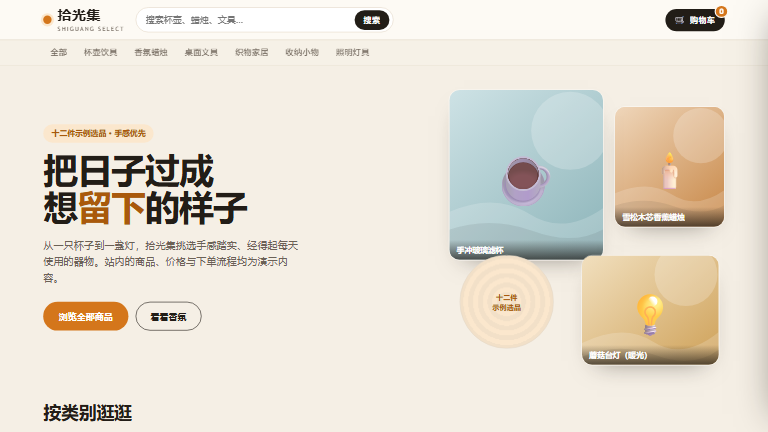 拾光集
SHIGUANG SELECT
搜索杯壶、蜡烛、文具...
搜索
购物车
0
全部
杯壶饮具
香氛蜡烛
桌面文具
织物家居
收纳小物
照明灯具
十二件示例选品 · 手感优先
把日子过成
想留下的样子
从一只杯子到一盏灯，拾光集挑选手感踏实、经得起每天
使用的器物。站内的商品、价格与下单流程均为演示内
容。
浏览全部商品
看看香氛
手冲玻璃滤杯
雪松木芯香薰蜡烛
十二件
示例选品
蘑菇台灯（暖光）
按类别逛逛